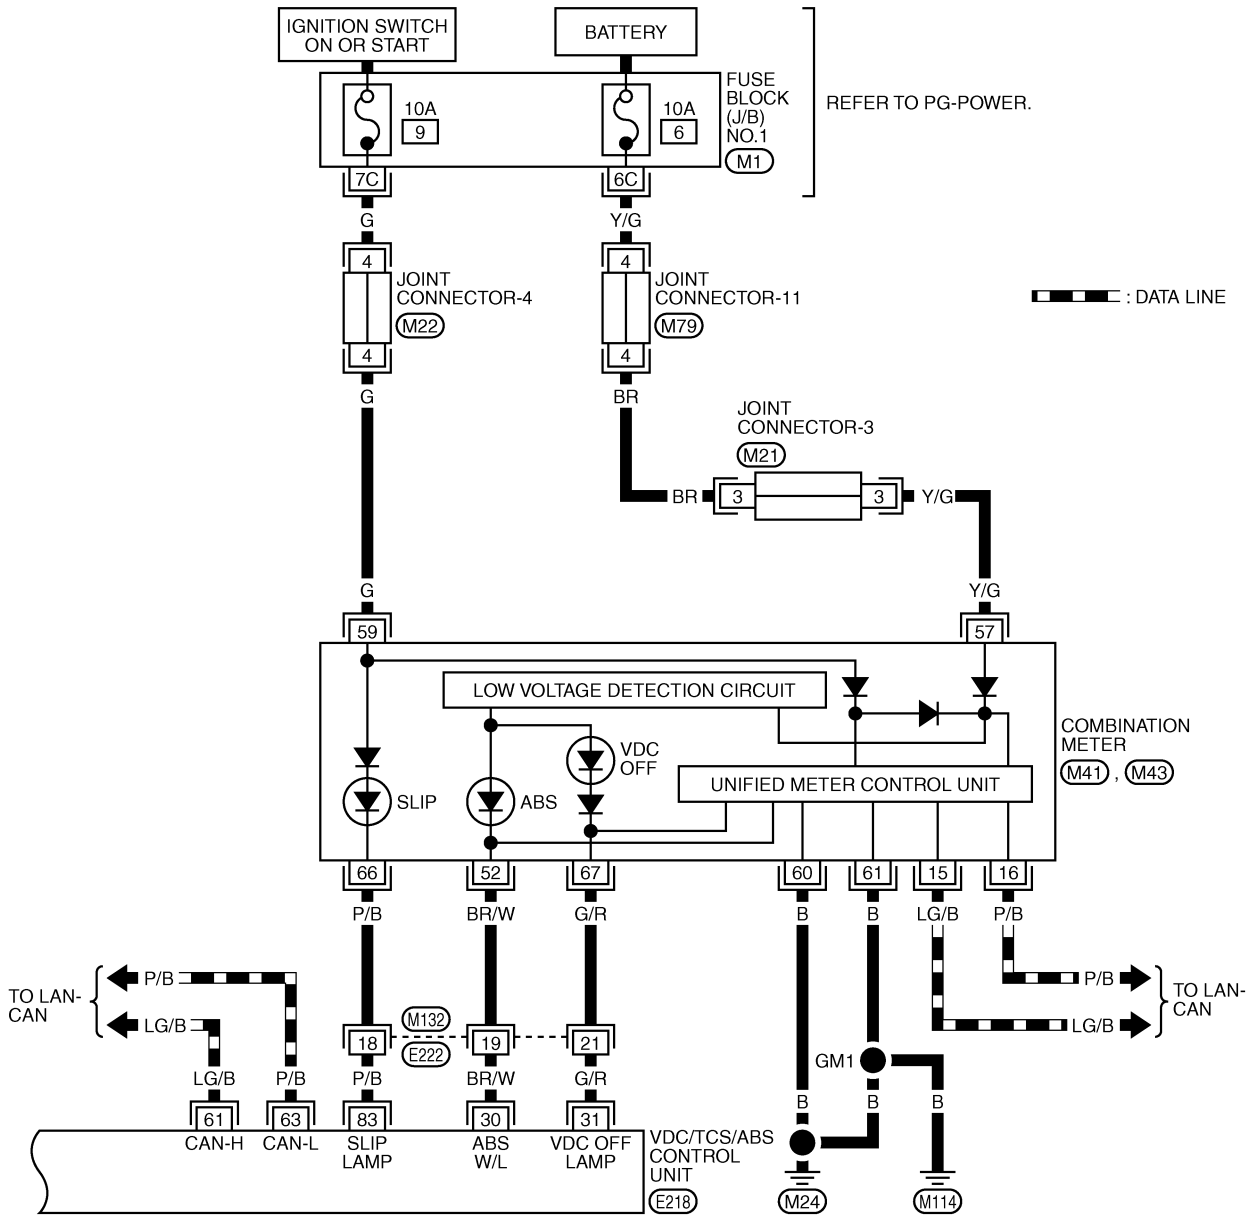 IGNITION SWITCH
ON OR START
BATTERY
FUSE
BLOCK
(J/B)
NO.1
M1
REFER TO PG-POWER.
10A
9
10A
6
7C
6C
G
Y/G
4
4
JOINT
CONNECTOR-4
M22
JOINT
CONNECTOR-11
M79
: DATA LINE
4
4
G
BR
JOINT
CONNECTOR-3
M21
BR
3
3
Y/G
G
Y/G
59
57
LOW VOLTAGE DETECTION CIRCUIT
VDC
OFF
COMBINATION
METER
M41 , M43
UNIFIED METER CONTROL UNIT
SLIP
ABS
66
52
67
60
61
15
16
P/B
BR/W
G/R
B
B
LG/B
P/B
TO LAN-
CAN
P/B
LG/B
P/B
LG/B
TO LAN-
CAN
M132
E222
18
19
21
GM1
LG/B
P/B
P/B
BR/W
G/R
B
B
B
61
63
83
30
31
CAN-H
CAN-L
SLIP
LAMP
ABS
W/L
VDC OFF
LAMP
VDC/TCS/ABS
CONTROL
UNIT
E218
M24
M114